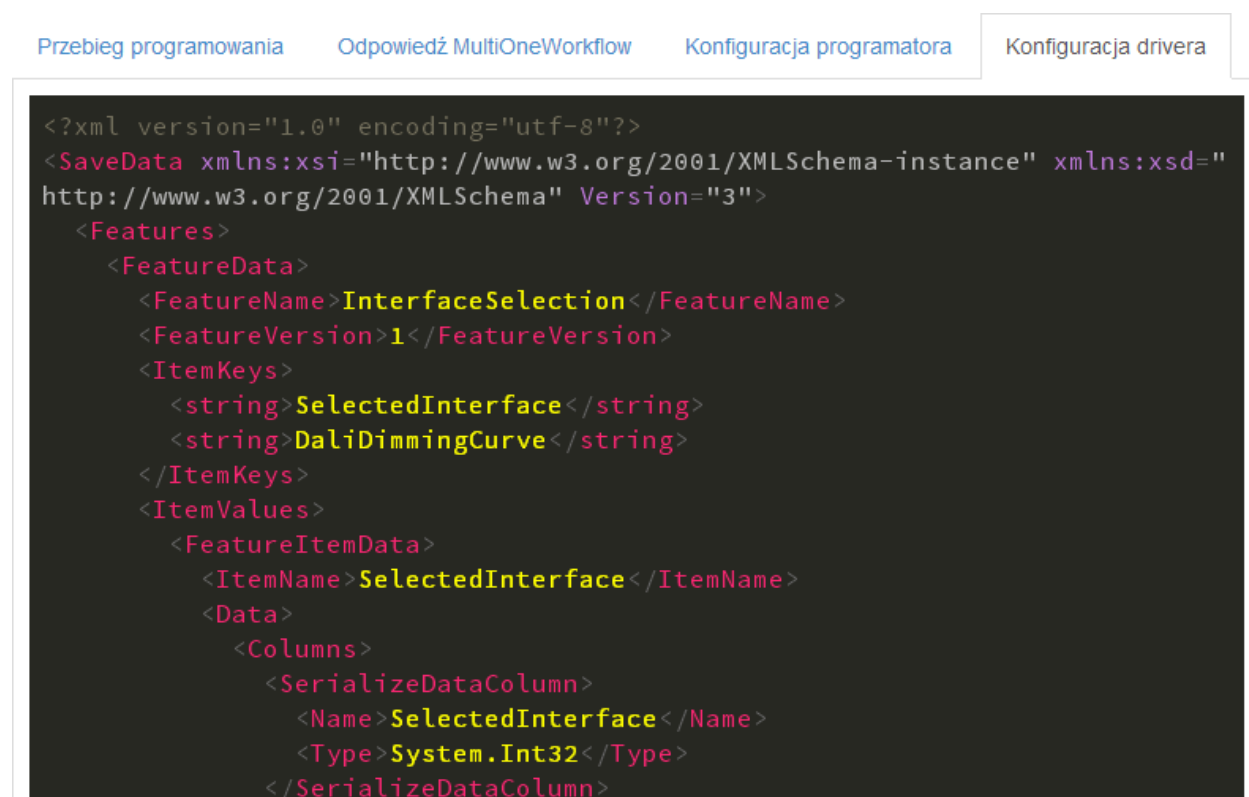 Przebieg programowania Odpowiedź MultiOneWorkflow Konfiguracja programatora Konfiguracja drivera
<?xml version="1.0" encoding="utf-8"?>
<SaveData xmlns:xsi="http://www.w3.org/2001/XMLSchema-instance" xmlns:xsd="
http://www.w3.org/2001/XMLSchema" Version="3">
  <Features>
    <FeatureData>
      <FeatureName>InterfaceSelection</FeatureName>
      <FeatureVersion>1</FeatureVersion>
      <ItemKeys>
        <string>SelectedInterface</string>
        <string>DaliDimmingCurve</string>
      </ItemKeys>
      <ItemValues>
        <FeatureItemData>
          <ItemName>SelectedInterface</ItemName>
          <Data>
            <Columns>
              <SerializeDataColumn>
                <Name>SelectedInterface</Name>
                <Type>System.Int32</Type>
              </SerializeDataColumn>